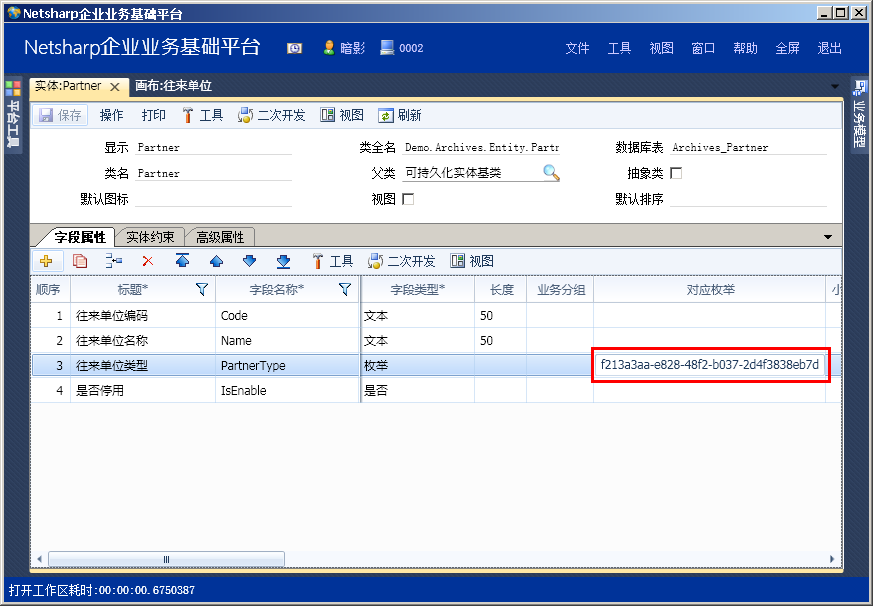 Netsharp企业业务基础平台
Netsharp企业业务基础平台 暗影 0002 文件 工具 视图 窗口 帮助 全屏 退出
平台工具
业务模型
实体:Partner 画布:往来单位
保存 操作 打印 工具 二次开发 视图 刷新
显示 Partner 类全名 Demo.Archives.Entity.Partr 数据库表 Archives_Partner
类名 Partner 父类 可持久化实体基类 抽象类
默认图标 视图 默认排序
字段属性 实体约束 高级属性
工具 二次开发 视图
顺序 标题* 字段名称* 字段类型* 长度 业务分组 对应枚举 小
1 往来单位编码 Code 文本 50
2 往来单位名称 Name 文本 50
3 往来单位类型 PartnerType 枚举 f213a3aa-e828-48f2-b037-2d4f3838eb7d
4 是否停用 IsEnable 是否
打开工作区耗时:00:00:00.6750387